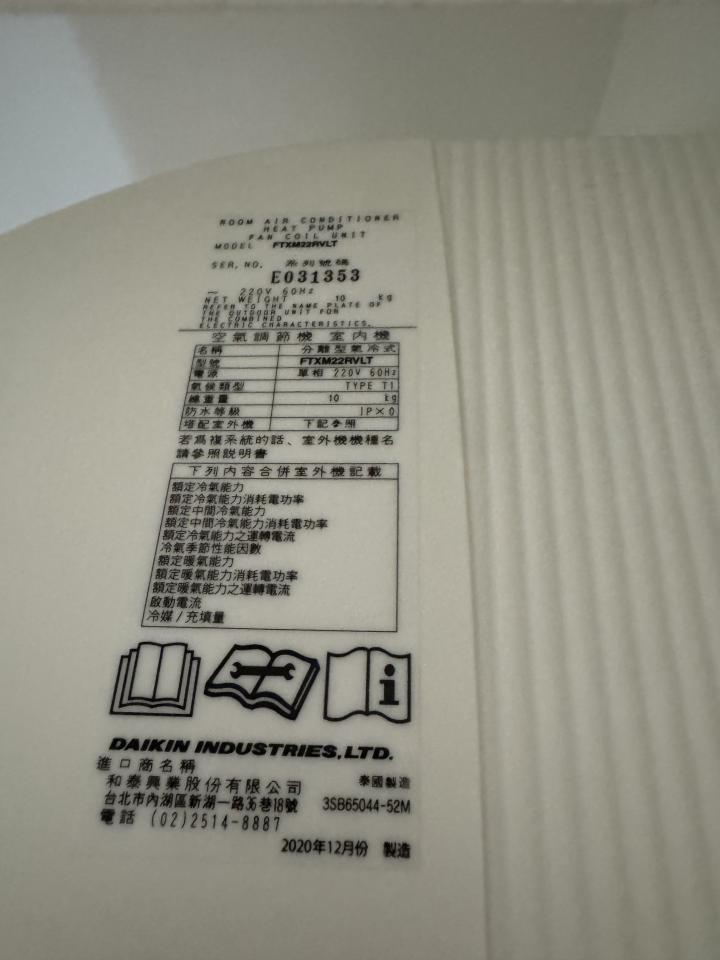 ROOM AIR CONDITIONER
HEAT PUMP
FAN COIL UNIT
MODEL FTXM22RVLT
SER. NO. 系列號碼
E031353
～ 220V 60Hz
NET WEIGHT 10 kg
REFER TO THE NAME PLATE OF
THE OUTDOOR UNIT FOR
THE COMBINED
ELECTRIC CHARACTERISTICS.
空氣調節機 室內機
名稱 分離型氣冷式
型號 FTXM22RVLT
電源 單相 220V 60Hz
氣候類型 TYPE T1
總重量 10 kg
防水等級 IP×0
塔配室外機 下記參照
若為複系統的話、室外機機種名
請參照説明書
下列內容合併室外機記載
額定冷氣能力
額定冷氣能力消耗電功率
額定中間冷氣能力
額定中間冷氣能力消耗電功率
額定冷氣能力之運轉電流
冷氣季節性能因數
額定暖氣能力
額定暖氣能力消耗電功率
額定暖氣能力之運轉電流
啟動電流
冷媒/充填量
DAIKIN INDUSTRIES, LTD.
進口商名稱
和泰興業股份有限公司 泰國製造
台北市內湖區新湖一路36巷18號 3SB65044-52M
電話 (02)2514-8887
2020年12月份 製造